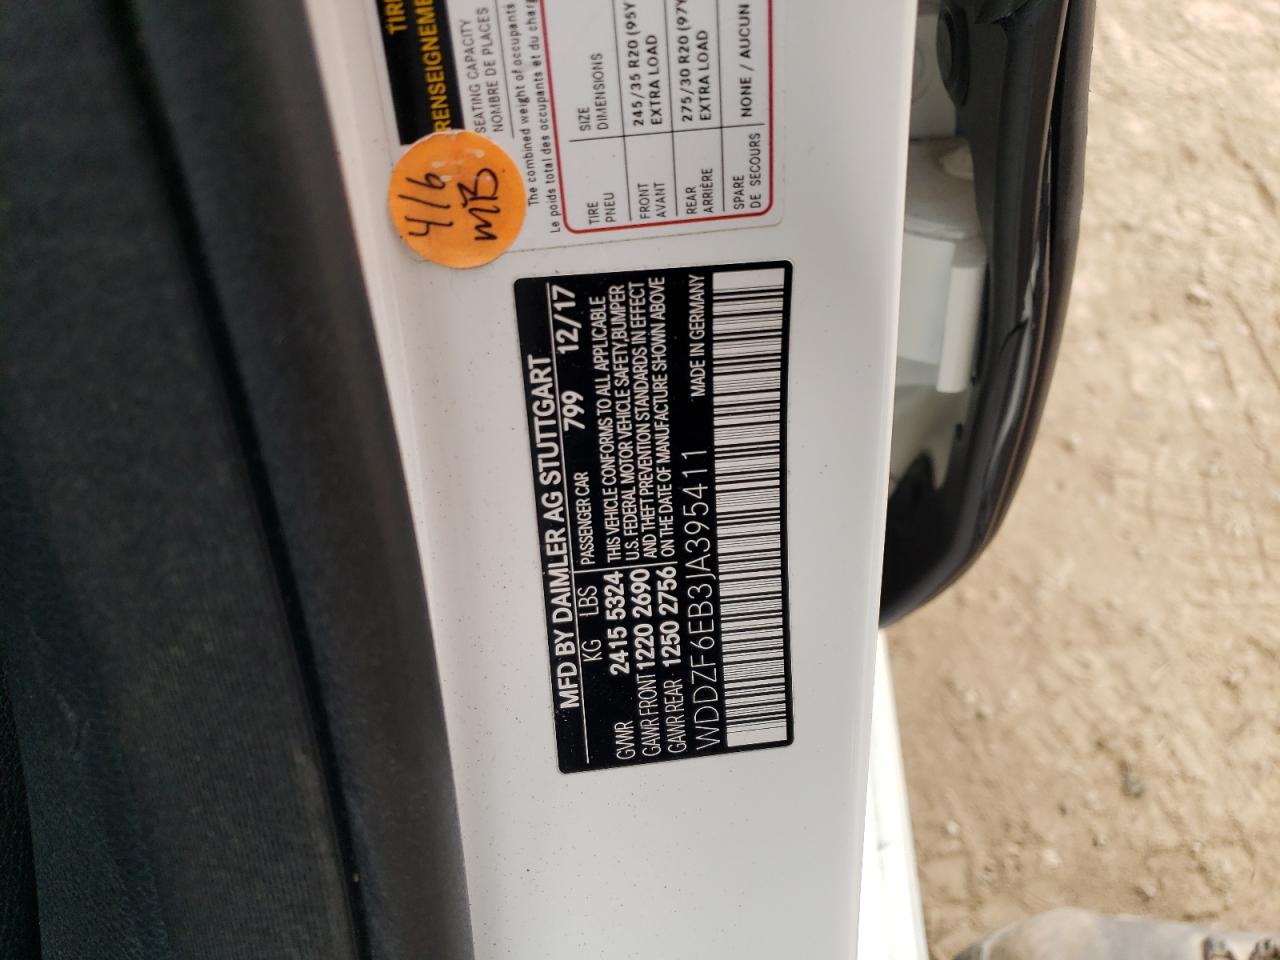 TIRE
RENSEIGNEME
SEATING CAPACITY
NOMBRE DE PLACES
The combined weight of occupants
Le poids total des occupants et du
TIRE SIZE
PNEU DIMENSIONS
FRONT 245/35 R20 (95Y
AVANT EXTRA LOAD
REAR 275/30 R20 (97Y
ARRIÈRE EXTRA LOAD
SPARE NONE / AUCUN
DE SECOURS
416
MB
MFD BY DAIMLER AG STUTTGART
KG LBS 799 12/17
PASSENGER CAR
GVWR 2415 5324
GAWR FRONT 1220 2690
GAWR REAR 1250 2756
THIS VEHICLE CONFORMS TO ALL APPLICABLE
U.S. FEDERAL MOTOR VEHICLE SAFETY,BUMPER
AND THEFT PREVENTION STANDARDS IN EFFECT
ON THE DATE OF MANUFACTURE SHOWN ABOVE
WDDZF6EB3JA395411 MADE IN GERMANY